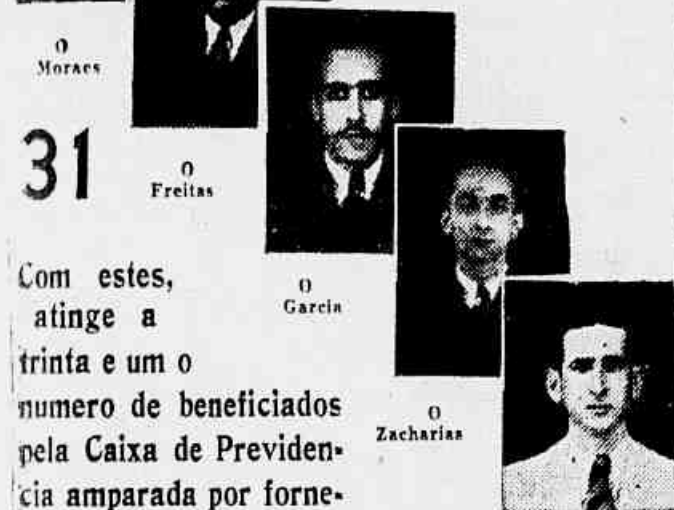 O
Moraes
31
O
Freitas
O
Garcia
Com estes,
atinge a
trinta e um o
numero de beneficiados
pela Caixa de Previden-
cia amparada por forne-
O
Zacharias